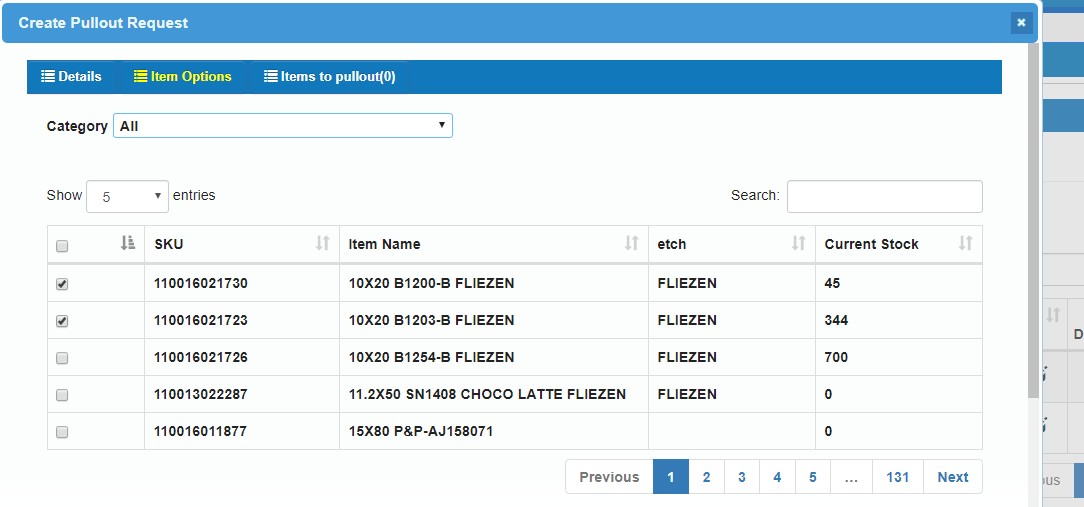 Create Pullout Request
Details Item Options Items to pullout(0)
Category All
Show 5 entries Search:
SKU Item Name etch Current Stock
110016021730 10X20 B1200-B FLIEZEN FLIEZEN 45
110016021723 10X20 B1203-B FLIEZEN FLIEZEN 344
110016021726 10X20 B1254-B FLIEZEN FLIEZEN 700
110013022287 11.2X50 SN1408 CHOCO LATTE FLIEZEN FLIEZEN 0
110016011877 15X80 P&P-AJ158071 0
Previous 1 2 3 4 5 ... 131 Next